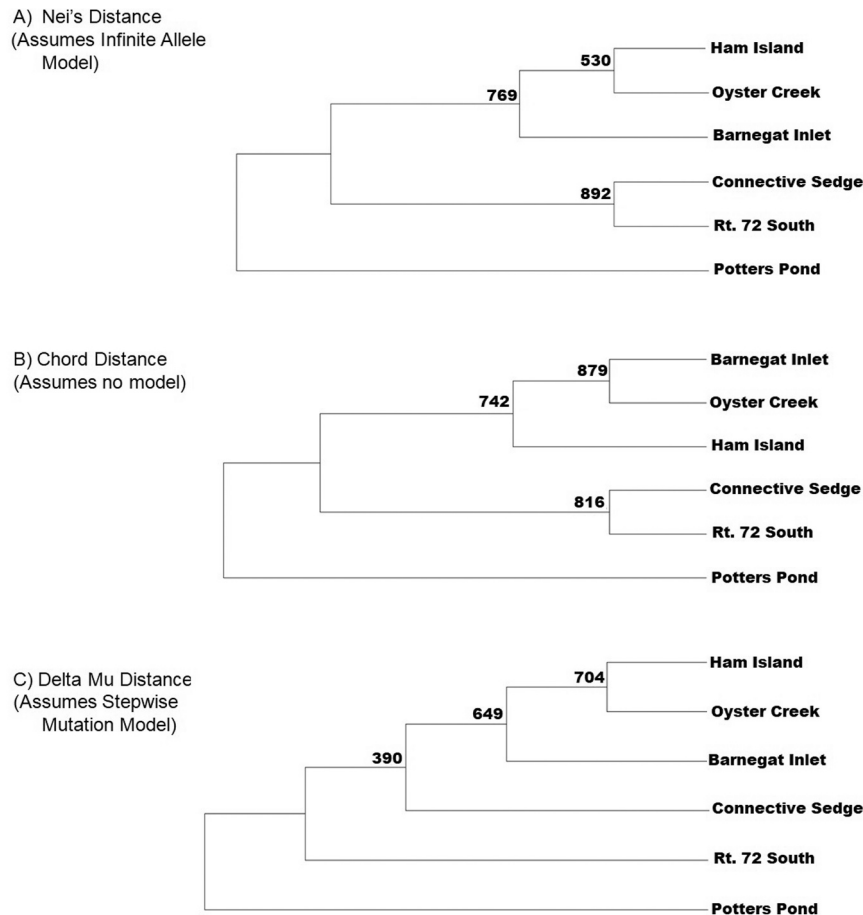 A) Nei's Distance
(Assumes Infinite Allele
Model)
530
769
892
Ham Island
Oyster Creek
Barnegat Inlet
Connective Sedge
Rt. 72 South
Potters Pond
B) Chord Distance
(Assumes no model)
879
742
816
Barnegat Inlet
Oyster Creek
Ham Island
Connective Sedge
Rt. 72 South
Potters Pond
C) Delta Mu Distance
(Assumes Stepwise
Mutation Model)
704
649
390
Ham Island
Oyster Creek
Barnegat Inlet
Connective Sedge
Rt. 72 South
Potters Pond